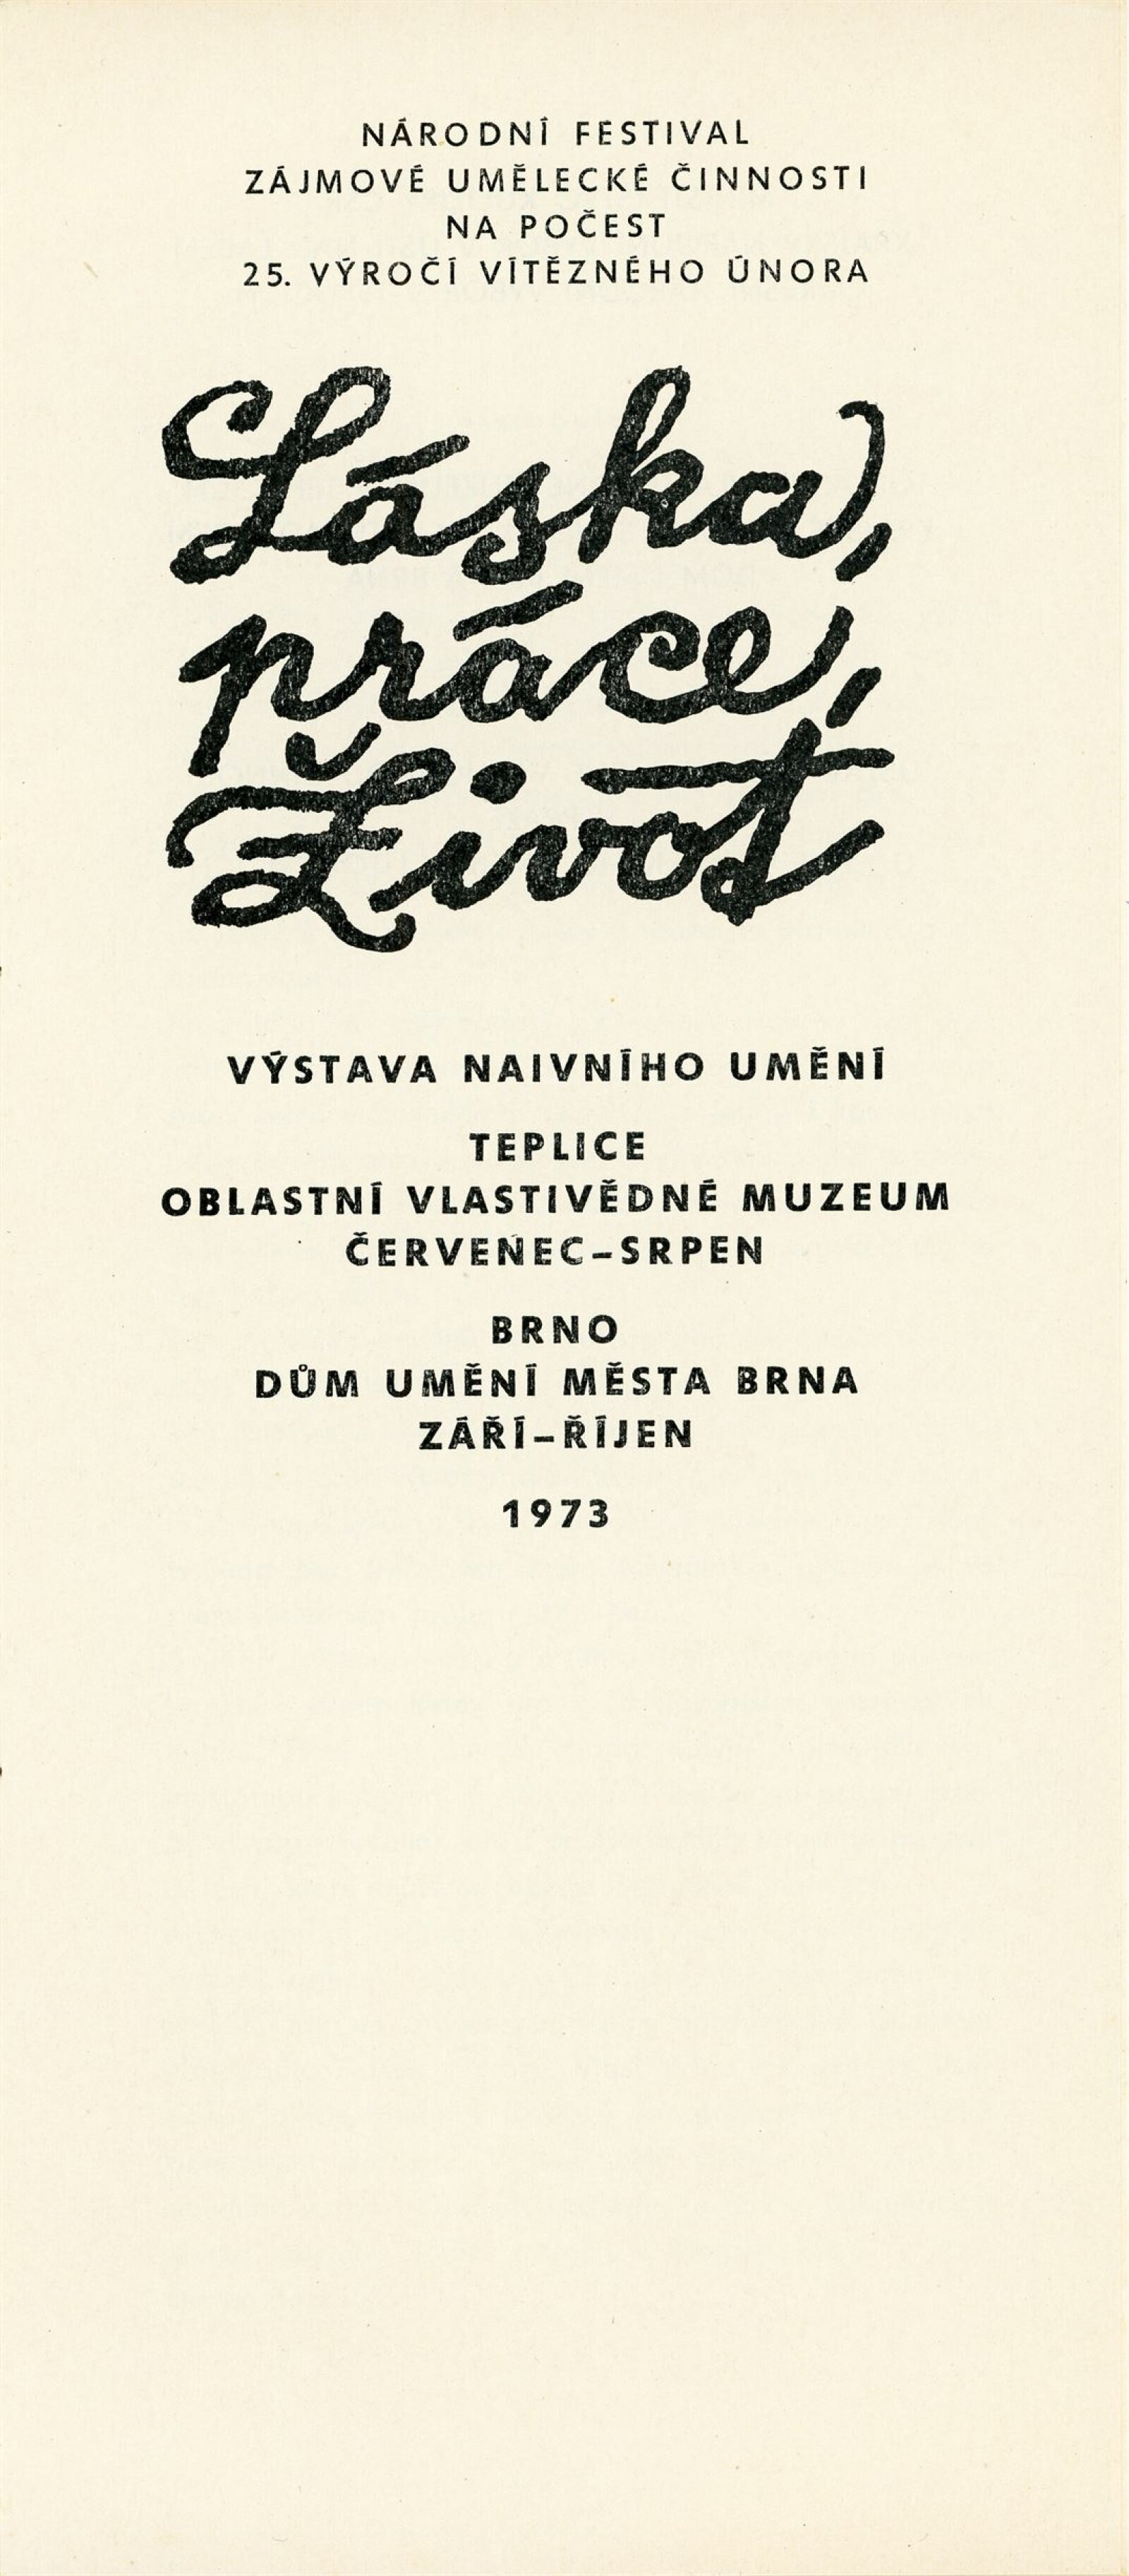 NÁRODNÍ FESTIVAL
ZÁJMOVÉ UMĚLECKÉ ČINNOSTI
NA POČEST
25. VÝROČÍ VÍTĚZNÉHO ÚNORA
Láska,
práce,
Život
VÝSTAVA NAIVNÍHO UMĚNÍ
TEPLICE
OBLASTNÍ VLASTIVĚDNÉ MUZEUM
ČERVENEC–SRPEN
BRNO
DŮM UMĚNÍ MĚSTA BRNA
ZÁŘÍ–ŘÍJEN
1973